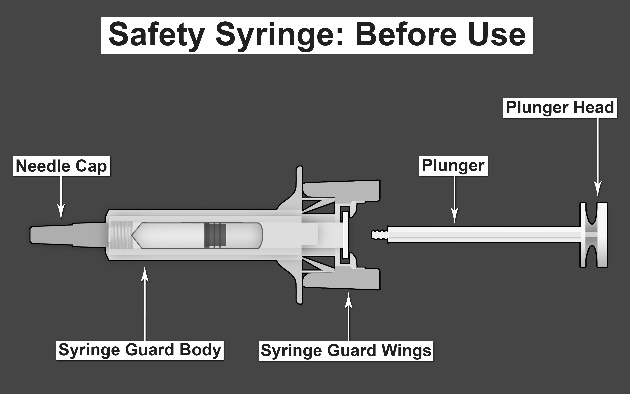 Safety Syringe: Before Use
Plunger Head
Needle Cap
Plunger
Syringe Guard Body
Syringe Guard Wings